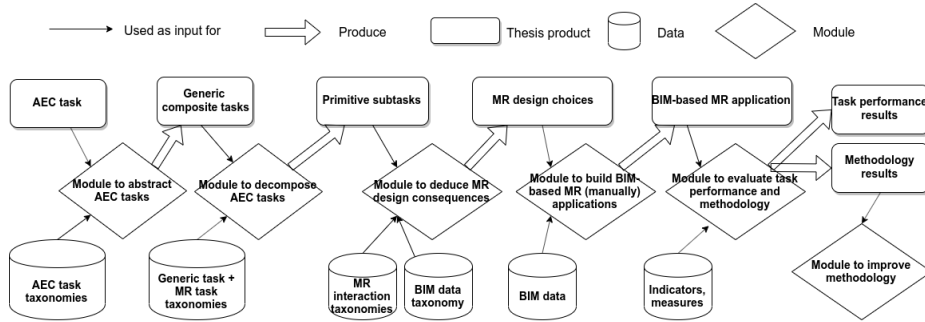 Used as input for
Produce
Thesis product
Data
Module
AEC task
Generic
composite tasks
Primitive subtasks
MR design choices
BIM-based MR application
Task performance
results
Methodology
results
Module to abstract
AEC tasks
Module to decompose
AEC tasks
Module to deduce MR
design consequences
Module to build BIM-
based MR (manually)
applications
Module to evaluate task
performance and
methodology
Module to improve
methodology
AEC task
taxonomies
Generic task +
MR task
taxonomies
MR
interaction
taxonomies
BIM data
taxonomy
BIM data
Indicators,
measures